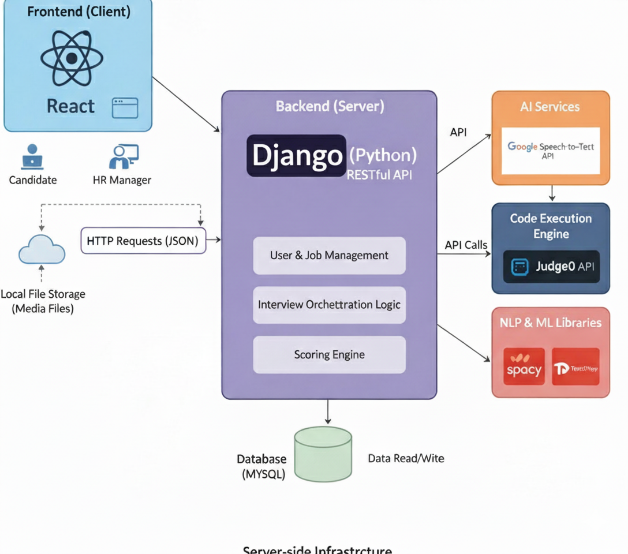 Frontend (Client)
React
Candidate
HR Manager
HTTP Requests (JSON)
Local File Storage
(Media Files)
Backend (Server)
Django (Python)
RESTful API
User & Job Management
Interview Orchettration Logic
Scoring Engine
Database
(MYSQL)
Data Read/Wite
API
API Calls
AI Services
Google Speech-to-Test
API
Code Execution
Engine
Judge0 API
NLP & ML Libraries
spacy
Server-side Infrastrcture